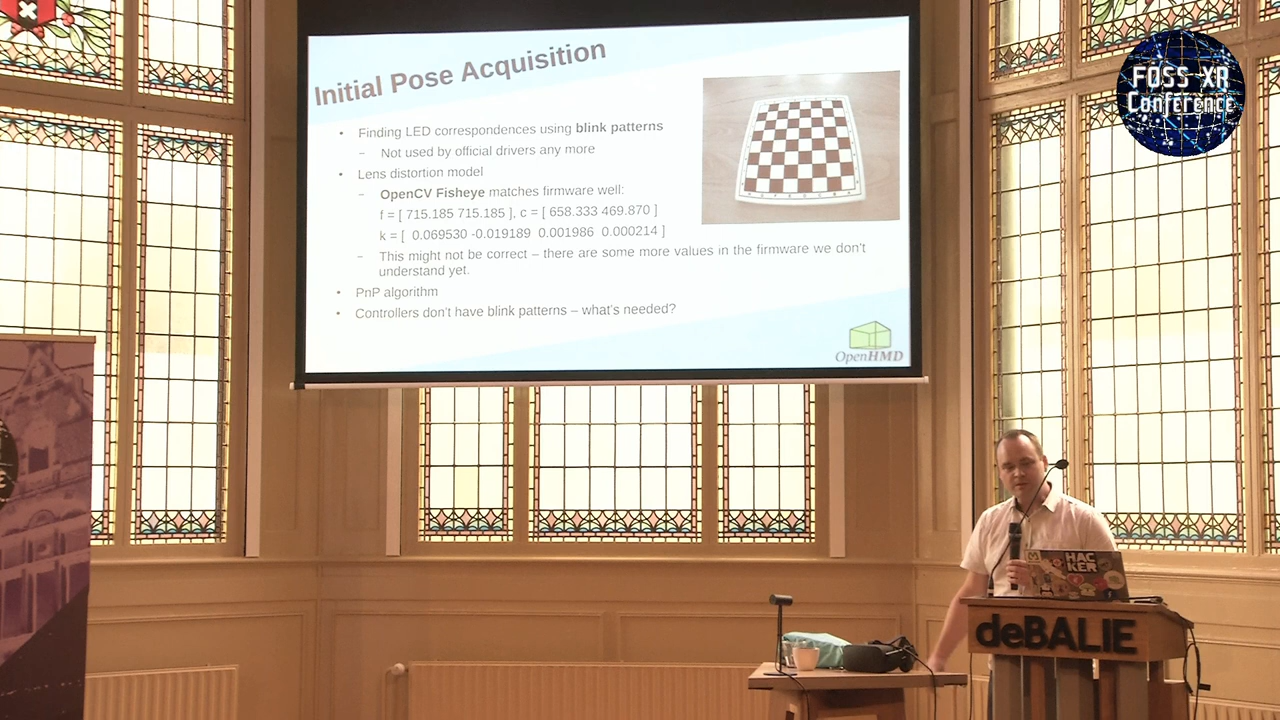 Initial Pose Acquisition
• Finding LED correspondences using blink patterns
– Not used by official drivers any more
• Lens distortion model
– OpenCV Fisheye matches firmware well:
f = [ 715.185 715.185 ], c = [ 658.333 469.870 ]
k = [ 0.069530 -0.019189 0.001986 0.000214 ]
– This might not be correct – there are some more values in the firmware we don't
understand yet.
• PnP algorithm
• Controllers don't have blink patterns – what's needed?
OpenHMD
FOSS XR
Conference
HAC
KER
deBALIE